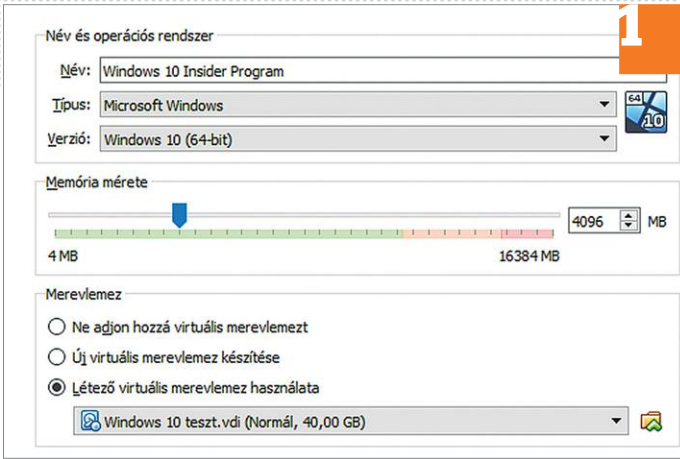 1
Név és operációs rendszer
Név: Windows 10 Insider Program
Típus: Microsoft Windows
64
10
Verzió: Windows 10 (64-bit)
Memória mérete
4096 MB
4 MB 16384 MB
Merevlemez
Ne adjon hozzá virtuális merevlemezt
Új virtuális merevlemez készítése
Létező virtuális merevlemez használata
Windows 10 teszt.vdi (Normál, 40,00 GB)